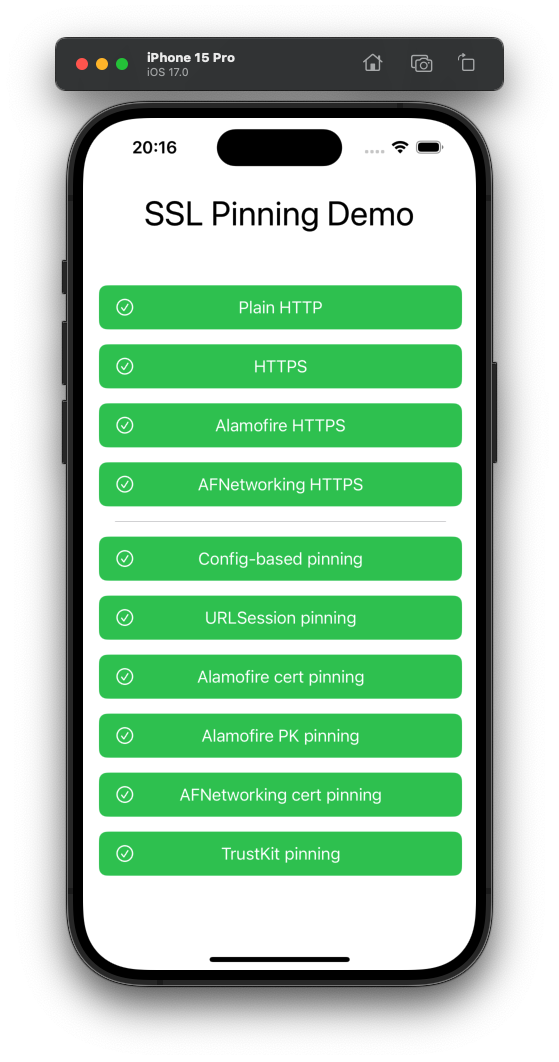 iPhone 15 Pro
iOS 17.0
20:16
SSL Pinning Demo
Plain HTTP
HTTPS
Alamofire HTTPS
AFNetworking HTTPS
Config-based pinning
URLSession pinning
Alamofire cert pinning
Alamofire PK pinning
AFNetworking cert pinning
TrustKit pinning